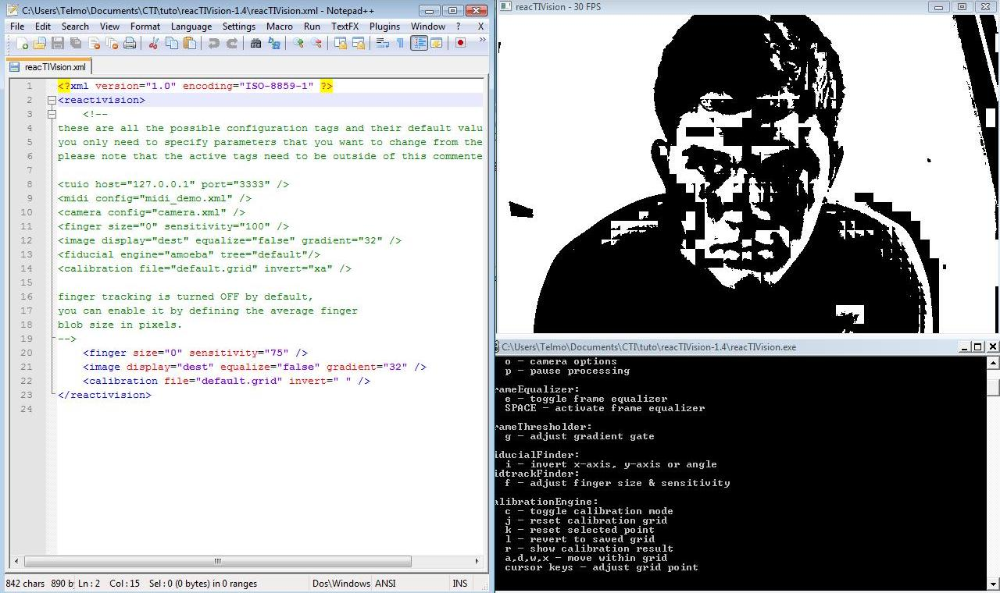 C:\Users\Telmo\Documents\CTI\tuto\reacTIVision-1.4\reacTIVision.xml - Notepad++
File Edit Search View Format Language Settings Macro Run TextFX Plugins Window ? X
reacTIVision.xml
1 <?xml version="1.0" encoding="ISO-8859-1" ?>
2 <reactivision>
3 <!--
4 these are all the possible configuration tags and their default valu
5 you only need to specify parameters that you want to change from the
6 please note that the active tags need to be outside of this commente
7
8 <tuio host="127.0.0.1" port="3333" />
9 <midi config="midi_demo.xml" />
10 <camera config="camera.xml" />
11 <finger size="0" sensitivity="100" />
12 <image display="dest" equalize="false" gradient="32" />
13 <fiducial engine="amoeba" tree="default"/>
14 <calibration file="default.grid" invert="xa" />
15
16 finger tracking is turned OFF by default,
17 you can enable it by defining the average finger
18 blob size in pixels.
19 -->
20 <finger size="0" sensitivity="75" />
21 <image display="dest" equalize="false" gradient="32" />
22 <calibration file="default.grid" invert=" " />
23 </reactivision>
24
842 chars 890 b Ln : 2 Col : 15 Sel : 0 (0 bytes) in 0 ranges Dos\Windows ANSI INS
reacTIVision - 30 FPS
C:\Users\Telmo\Documents\CTI\tuto\reacTIVision-1.4\reacTIVision.exe
o - camera options
p - pause processing
rameEqualizer:
e - toggle frame equalizer
SPACE - activate frame equalizer
rameThresholder:
g - adjust gradient gate
iducialFinder:
i - invert x-axis, y-axis or angle
idtrackFinder:
f - adjust finger size & sensitivity
alibrationEngine:
c - toggle calibration mode
j - reset calibration grid
k - reset selected point
l - revert to saved grid
r - show calibration result
a,d,w,x - move within grid
cursor keys - adjust grid point